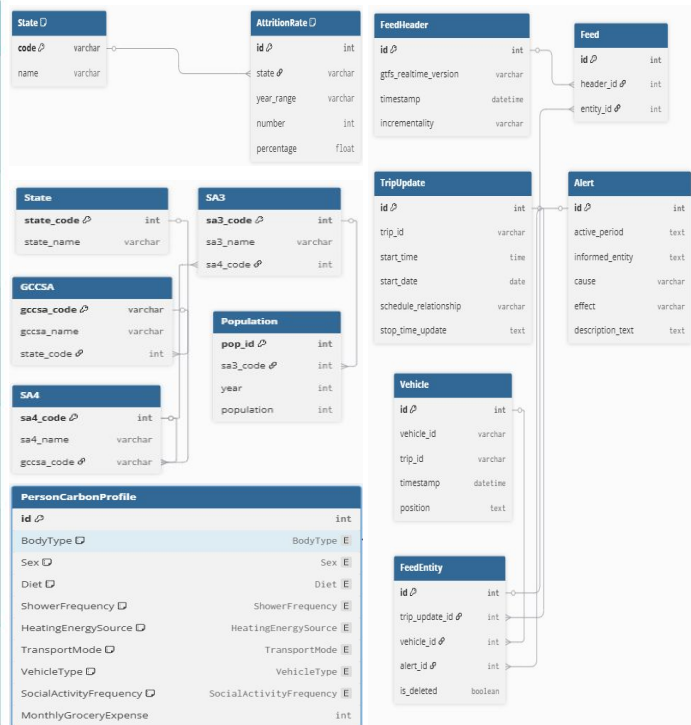 State
code varchar
name varchar
AttritionRate
id int
state varchar
year_range varchar
number int
percentage float
FeedHeader
id int
gtfs_realtime_version varchar
timestamp datetime
incrementality varchar
Feed
id int
header_id int
entity_id int
State
state_code int
state_name varchar
SA3
sa3_code int
sa3_name varchar
sa4_code int
GCCSA
gccsa_code varchar
gccsa_name varchar
state_code int
Population
pop_id int
sa3_code int
year int
population int
SA4
sa4_code int
sa4_name varchar
gccsa_code varchar
TripUpdate
id int
trip_id varchar
start_time time
start_date date
schedule_relationship varchar
stop_time_update text
Alert
id int
active_period text
informed_entity text
cause varchar
effect varchar
description_text text
Vehicle
id int
vehicle_id varchar
trip_id varchar
timestamp datetime
position text
FeedEntity
id int
trip_update_id int
vehicle_id int
alert_id int
is_deleted boolean
PersonCarbonProfile
id int
BodyType BodyType E
Sex Sex E
Diet Diet E
ShowerFrequency ShowerFrequency E
HeatingEnergySource HeatingEnergySource E
TransportMode TransportMode E
VehicleType VehicleType E
SocialActivityFrequency SocialActivityFrequency E
MonthlyGroceryExpense int